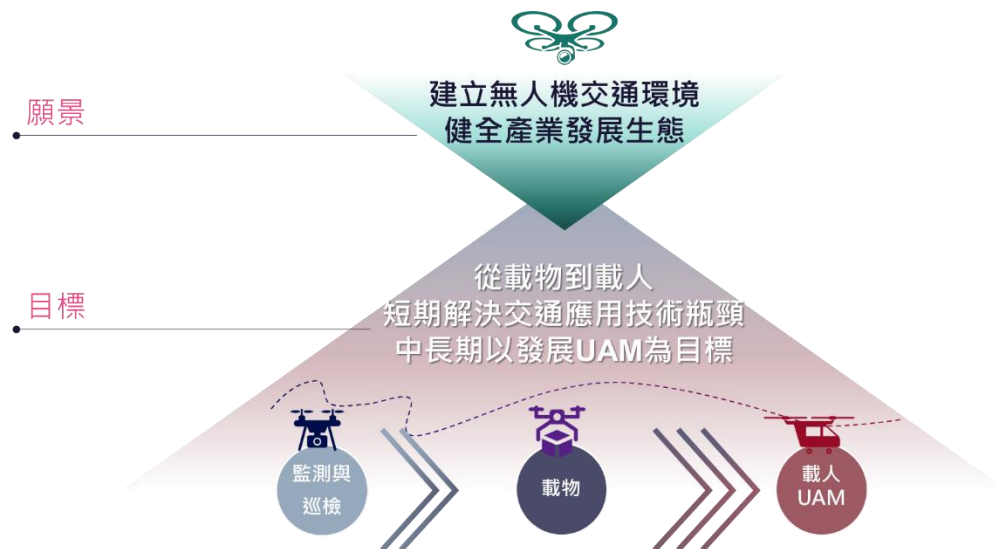 願景
建立無人機交通環境
健全產業發展生態
目標
從載物到載人
短期解決交通應用技術瓶頸
中長期以發展UAM為目標
監測與
巡檢
載物
載人
UAM